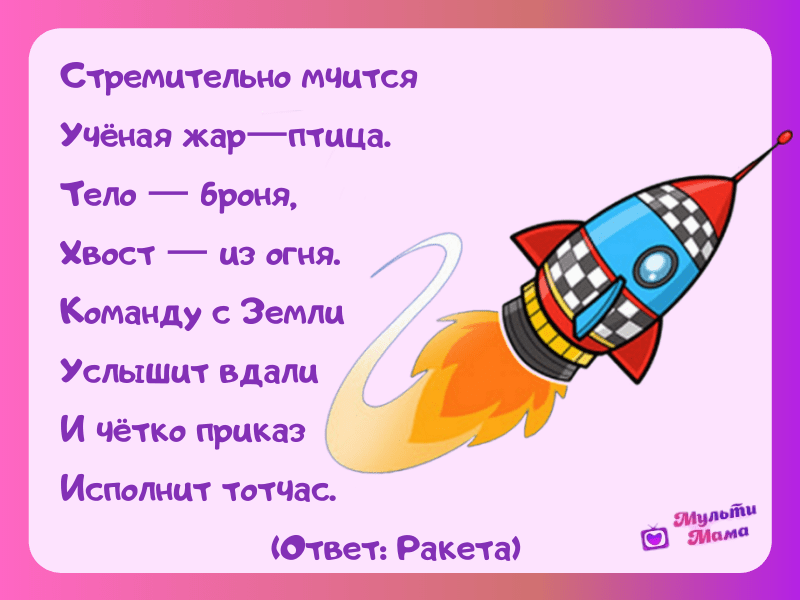 Стремительно мчится
Учёная жар—птица.
Тело — броня,
Хвост — из огня.
Команду с Земли
Услышит вдали
И чётко приказ
Исполнит тотчас.
(Ответ: Ракета)
Мульти
Мама